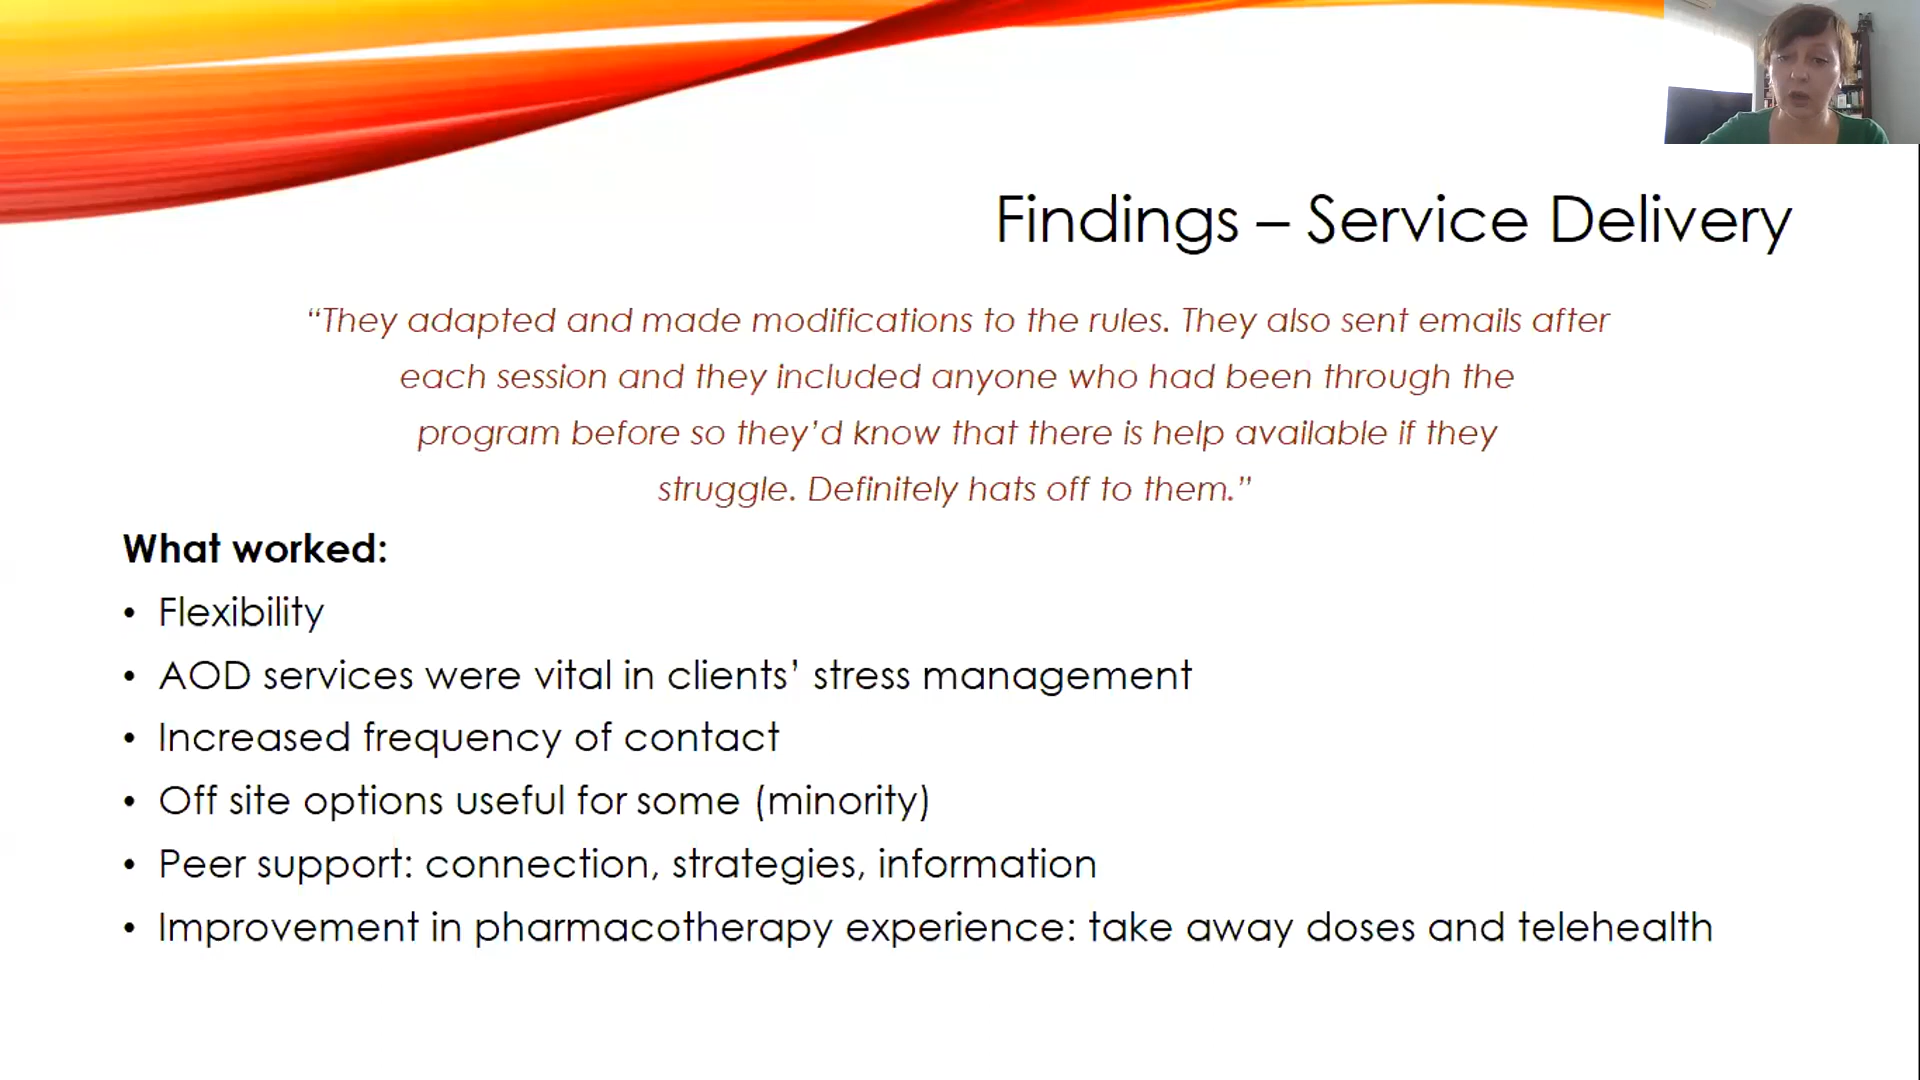 Findings – Service Delivery
“They adapted and made modifications to the rules. They also sent emails after
each session and they included anyone who had been through the
program before so they’d know that there is help available if they
struggle. Definitely hats off to them.”
What worked:
• Flexibility
• AOD services were vital in clients’ stress management
• Increased frequency of contact
• Off site options useful for some (minority)
• Peer support: connection, strategies, information
• Improvement in pharmacotherapy experience: take away doses and telehealth